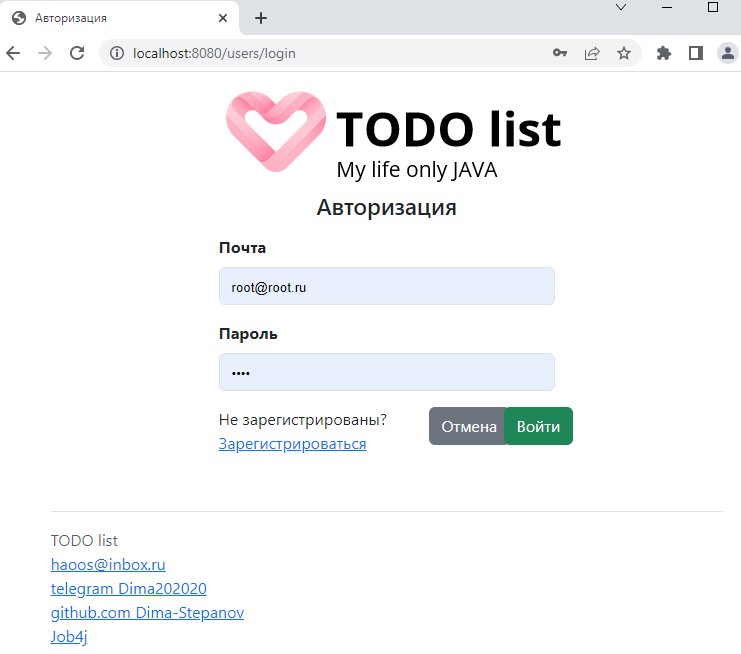 Авторизация
localhost:8080/users/login
TODO list
My life only JAVA
Авторизация
Почта
root@root.ru
Пароль
••••
Не зарегистрированы?
Зарегистрироваться
Отмена
Войти
TODO list
haoos@inbox.ru
telegram Dima202020
github.com Dima-Stepanov
Job4j